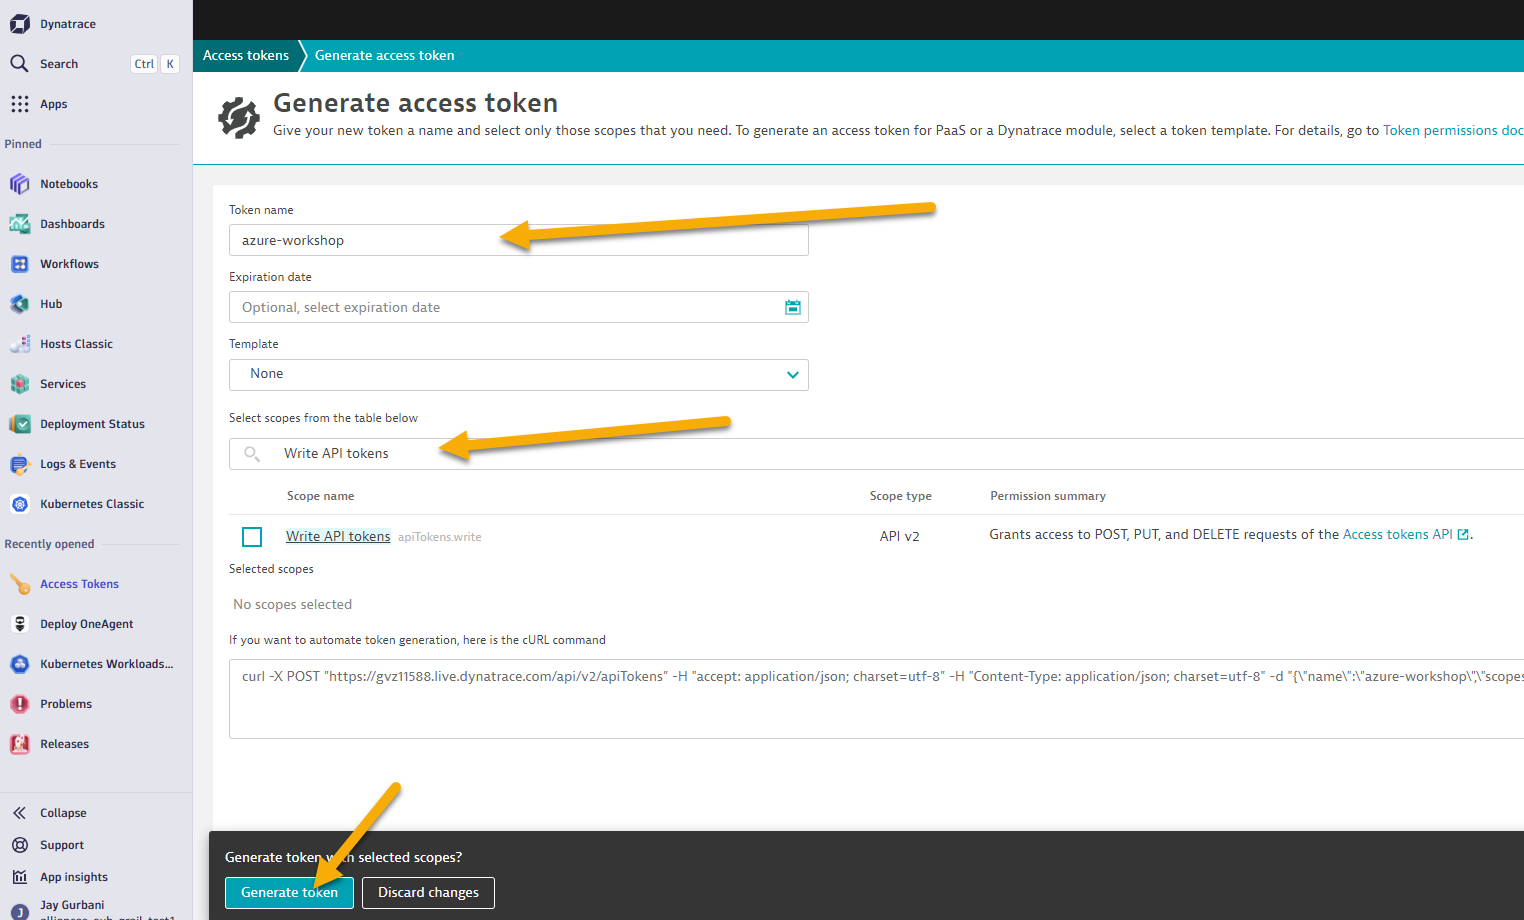 Dynatrace
Search Ctrl K
Apps
Pinned
Notebooks
Dashboards
Workflows
Hub
Hosts Classic
Services
Deployment Status
Logs & Events
Kubernetes Classic
Recently opened
Access Tokens
Deploy OneAgent
Kubernetes Workloads...
Problems
Releases
Collapse
Support
App insights
J Jay Gurbani
Access tokens Generate access token
Generate access token
Give your new token a name and select only those scopes that you need. To generate an access token for PaaS or a Dynatrace module, select a token template. For details, go to Token permissions doc
Token name
azure-workshop
Expiration date
Optional, select expiration date
Template
None
Select scopes from the table below
Write API tokens
Scope name Scope type Permission summary
Write API tokens apiTokens.write API v2 Grants access to POST, PUT, and DELETE requests of the Access tokens API.
Selected scopes
No scopes selected
If you want to automate token generation, here is the cURL command
curl -X POST "https://gvz11588.live.dynatrace.com/api/v2/apiTokens" -H "accept: application/json; charset=utf-8" -H "Content-Type: application/json; charset=utf-8" -d "{\"name\":\"azure-workshop\",\"scopes
Generate token with selected scopes?
Generate token Discard changes